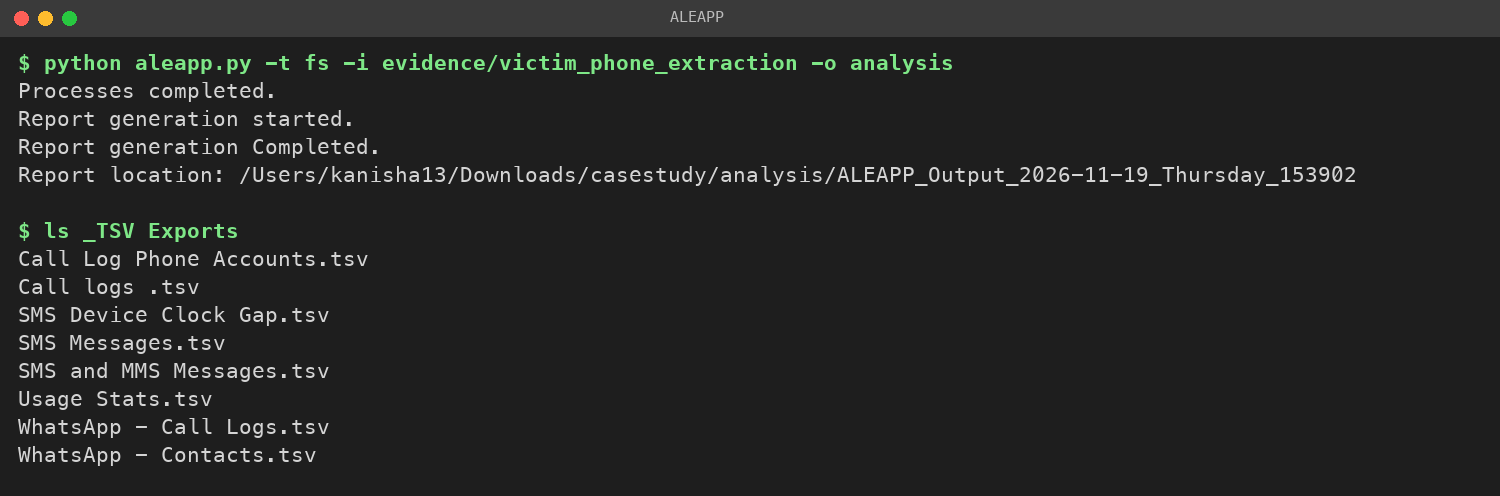 ALEAPP
$ python aleapp.py -t fs -i evidence/victim_phone_extraction -o analysis
Processes completed.
Report generation started.
Report generation Completed.
Report location: /Users/kanisha13/Downloads/casestudy/analysis/ALEAPP_Output_2026-11-19_Thursday_153902
$ ls _TSV Exports
Call Log Phone Accounts.tsv
Call logs .tsv
SMS Device Clock Gap.tsv
SMS Messages.tsv
SMS and MMS Messages.tsv
Usage Stats.tsv
WhatsApp - Call Logs.tsv
WhatsApp - Contacts.tsv